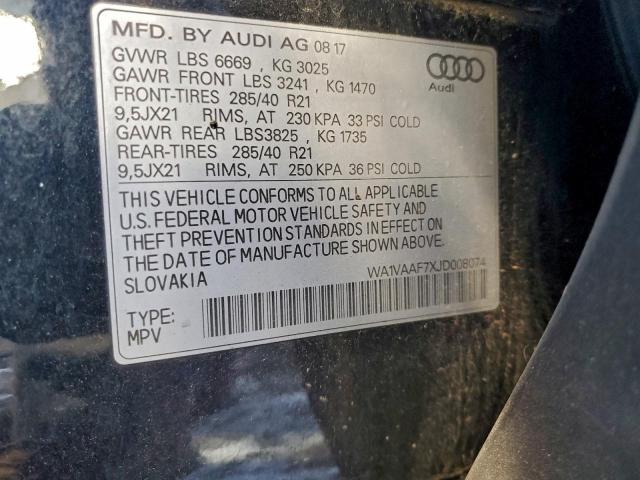 MFD. BY AUDI AG 08 17
GVWR LBS 6669 , KG 3025
GAWR FRONT LBS 3241 , KG 1470
FRONT-TIRES 285/40 R21
9,5JX21 RIMS, AT 230 KPA 33 PSI COLD
GAWR REAR LBS3825 , KG 1735
REAR-TIRES 285/40 R21
9,5JX21 RIMS, AT 250 KPA 36 PSI COLD
Audi
THIS VEHICLE CONFORMS TO ALL APPLICABLE
U.S. FEDERAL MOTOR VEHICLE SAFETY AND
THEFT PREVENTION STANDARDS IN EFFECT ON
THE DATE OF MANUFACTURE SHOWN ABOVE.
SLOVAKIA
WA1VAAF7XJD008074
TYPE:
MPV